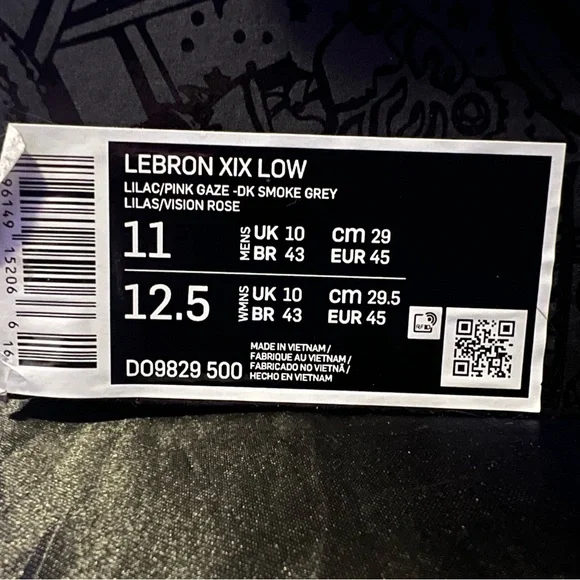 LEBRON XIX LOW
LILAC/PINK GAZE -DK SMOKE GREY
LILAS/VISION ROSE
11 MENS UK 10 CM 29
BR 43 EUR 45
12.5 WMNS UK 10 CM 29.5
BR 43 EUR 45
DO9829 500
MADE IN VIETNAM /
FABRIQUE AU VIETNAM /
FABRICADO NO VIETNÃ /
HECHO EN VIETNAM
96149 15206 6 16